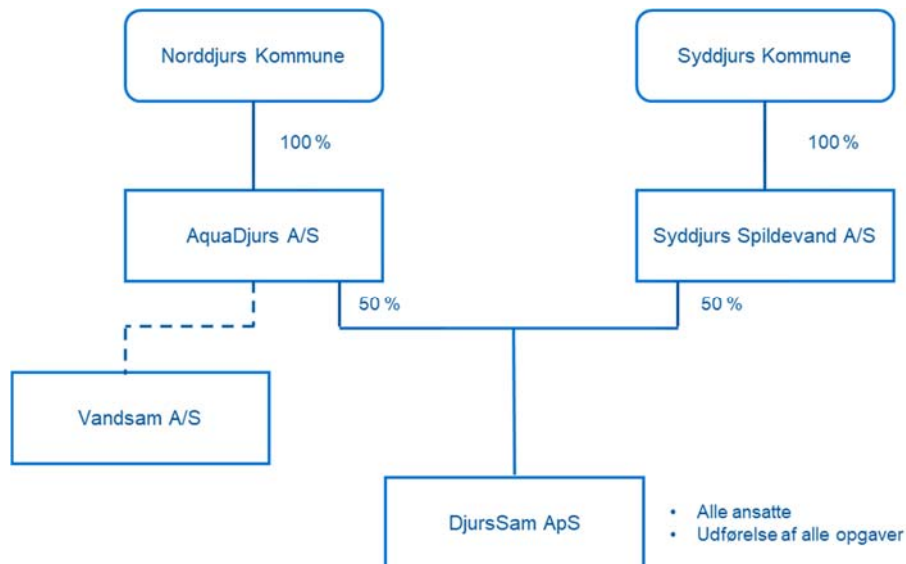 Norddjurs Kommune
Syddjurs Kommune
100 %
100 %
AquaDjurs A/S
Syddjurs Spildevand A/S
50 %
50 %
Vandsam A/S
DjursSam ApS
• Alle ansatte
• Udførelse af alle opgaver